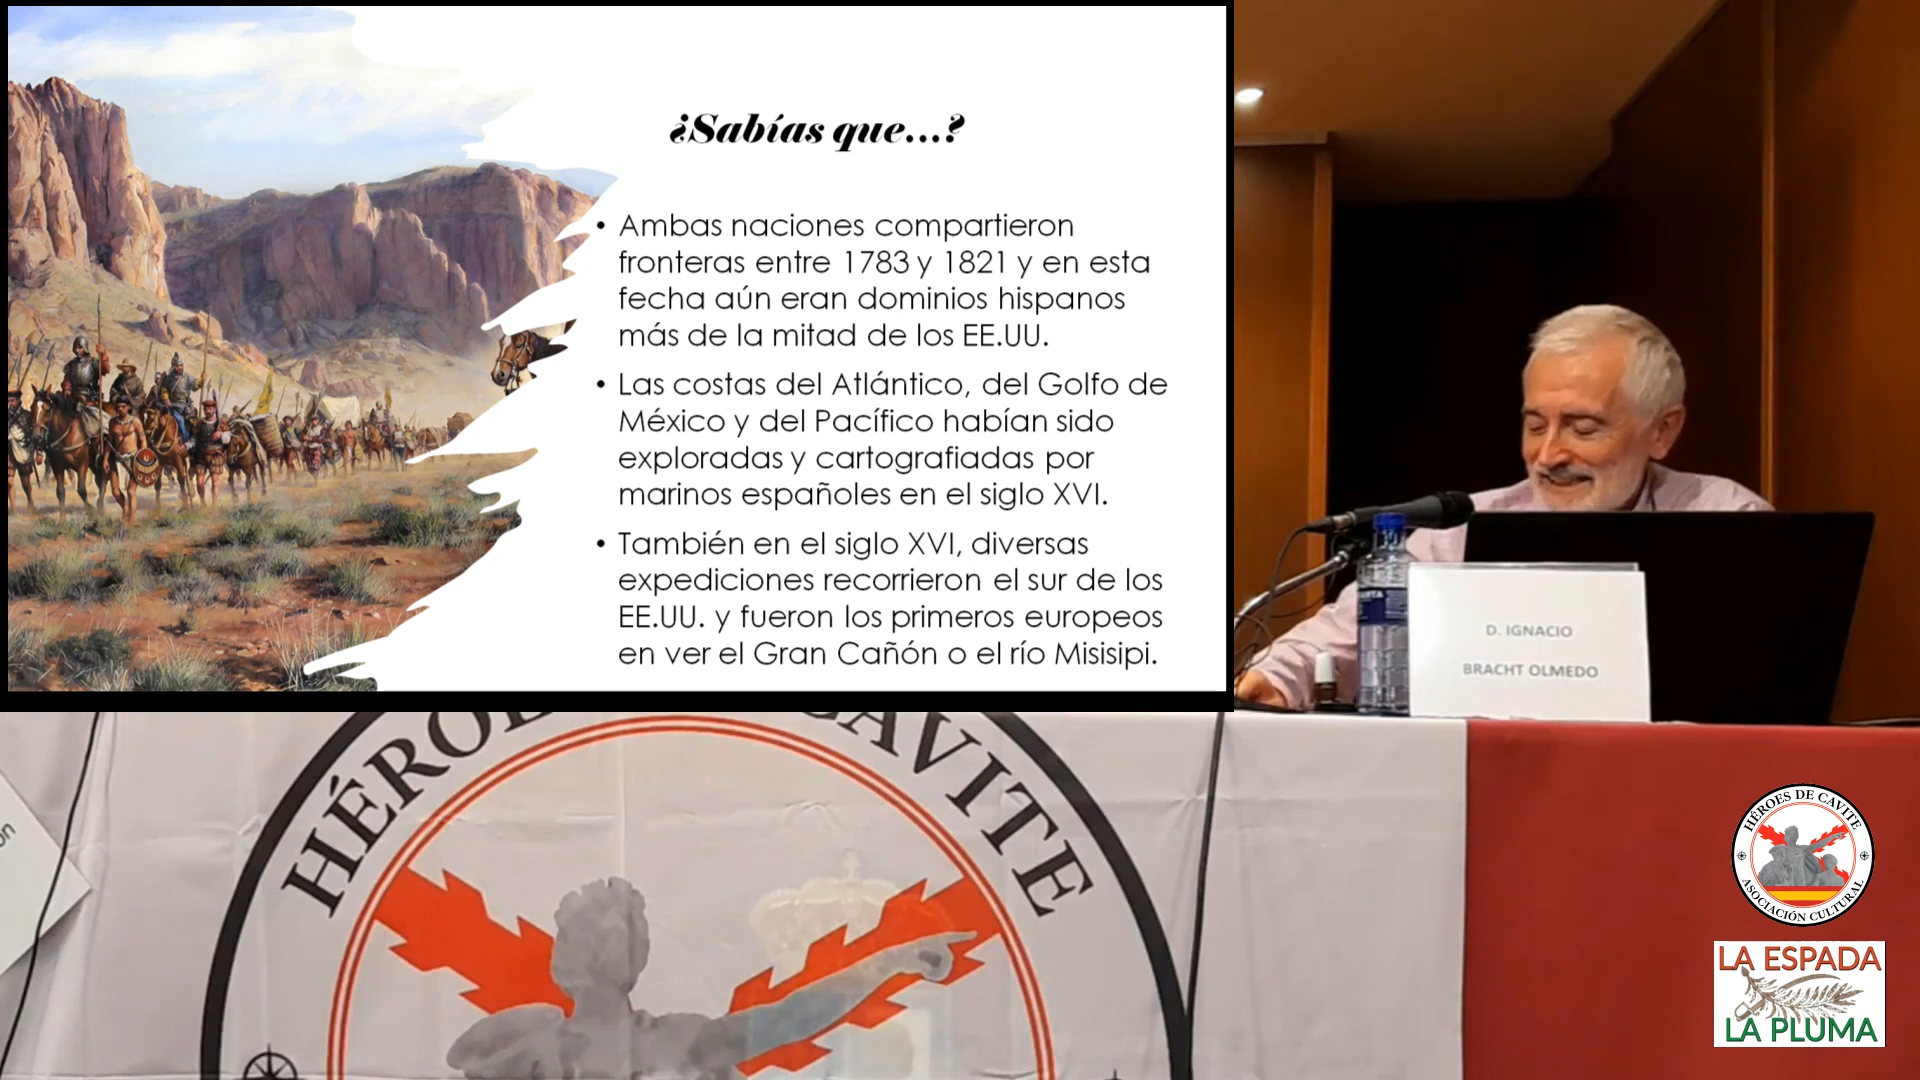 ¿Sabías que...?
• Ambas naciones compartieron
fronteras entre 1783 y 1821 y en esta
fecha aún eran dominios hispanos
más de la mitad de los EE.UU.
• Las costas del Atlántico, del Golfo de
México y del Pacífico habían sido
exploradas y cartografiadas por
marinos españoles en el siglo XVI.
• También en el siglo XVI, diversas
expediciones recorrieron el sur de los
EE.UU. y fueron los primeros europeos
en ver el Gran Cañón o el río Misisipi.
D. IGNACIO
BRACHT OLMEDO
HÉROES DE CAVITE
HÉROES DE CAVITE
ASOCIACIÓN CULTURAL
LA ESPADA
LA PLUMA